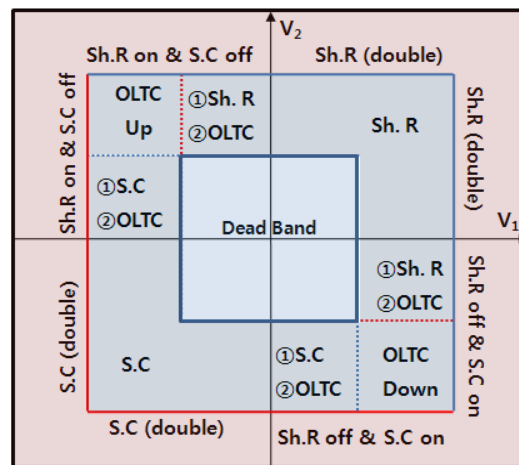 V2
Sh.R on & S.C off
Sh.R (double)
OLTC
Up
①Sh. R
②OLTC
Sh. R
Sh.R on & S.C off
Sh.R (double)
①S.C
②OLTC
Dead Band
V1
①Sh. R
②OLTC
S.C (double)
Sh.R off & S.C on
S.C
①S.C
②OLTC
OLTC
Down
S.C (double)
Sh.R off & S.C on